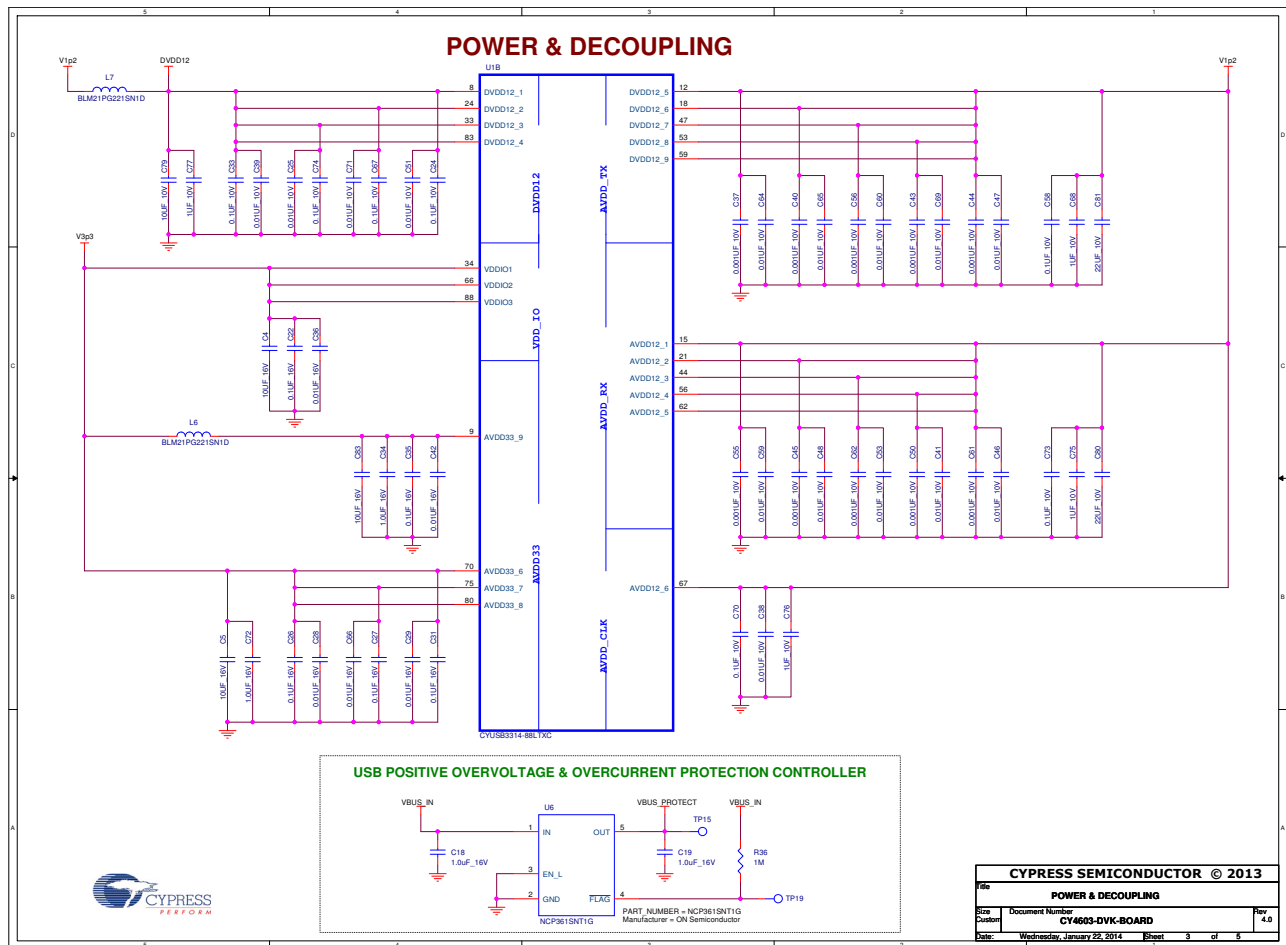 5
4
3
2
1
POWER & DECOUPLING
V1p2
L7
BLM21PG221SN1D
DVDD12
U1B
V1p2
8 DVDD12_1
24 DVDD12_2
33 DVDD12_3
83 DVDD12_4
DVDD12_5 12
DVDD12_6 18
DVDD12_7 47
DVDD12_8 53
DVDD12_9 59
D
D
C79 10UF_10V
C77 1UF_10V
C33 0.1UF_10V
C39 0.01UF_10V
C25 0.01UF_10V
C74 0.1UF_10V
C71 0.01UF_10V
C67 0.01UF_10V
C51 0.01UF_10V
C24 0.1UF_10V
DVDD12
AVDD_TX
C37 0.001UF_10V
C64 0.01UF_10V
C40 0.001UF_10V
C65 0.01UF_10V
C56 0.001UF_10V
C60 0.01UF_10V
C43 0.001UF_10V
C69 0.01UF_10V
C44 0.001UF_10V
C47 0.01UF_10V
C58 0.1UF_10V
C68 1UF_10V
C81 22UF_10V
V3p3
34 VDDIO1
66 VDDIO2
88 VDDIO3
C4 10UF_16V
C22 0.1UF_16V
C36 0.01UF_16V
VDD_IO
C
C
AVDD12_1 15
AVDD12_2 21
AVDD12_3 44
AVDD12_4 56
AVDD12_5 62
AVDD_RX
L6
BLM21PG221SN1D
9 AVDD33_9
C83 10UF_16V
C34 1.0UF_16V
C35 0.1UF_16V
C42 0.01UF_16V
C55 0.001UF_10V
C59 0.01UF_10V
C45 0.001UF_10V
C48 0.01UF_10V
C62 0.001UF_10V
C53 0.01UF_10V
C50 0.001UF_10V
C41 0.01UF_10V
C61 0.001UF_10V
C46 0.01UF_10V
C73 0.1UF_10V
C75 1UF_10V
C80 22UF_10V
AVDD33
70 AVDD33_6
75 AVDD33_7
80 AVDD33_8
AVDD12_6 67
B
B
C5 10UF_16V
C72 1.0UF_16V
C26 0.1UF_16V
C28 0.01UF_16V
C66 0.01UF_16V
C27 0.1UF_16V
C29 0.01UF_16V
C31 0.1UF_16V
AVDD_CLK
C70 0.1UF_10V
C38 0.01UF_10V
C76 1UF_10V
CYUSB3314-88LTXC
USB POSITIVE OVERVOLTAGE & OVERCURRENT PROTECTION CONTROLLER
VBUS_IN
U6
VBUS_PROTECT
VBUS_IN
TP15
1 IN
OUT 5
A
A
C18
1.0uF_16V
C19
1.0uF_16V
R36
1M
3 EN_L
2 GND
FLAG 4
TP19
NCP361SNT1G
PART_NUMBER = NCP361SNT1G
Manufacturer = ON Semiconductor
CYPRESS
PERFORM
CYPRESS SEMICONDUCTOR © 2013
Title
POWER & DECOUPLING
Size Document Number Rev
Custom CY4603-DVK-BOARD 4.0
Date: Wednesday, January 22, 2014 Sheet 3 of 5
5
4
3
2
1